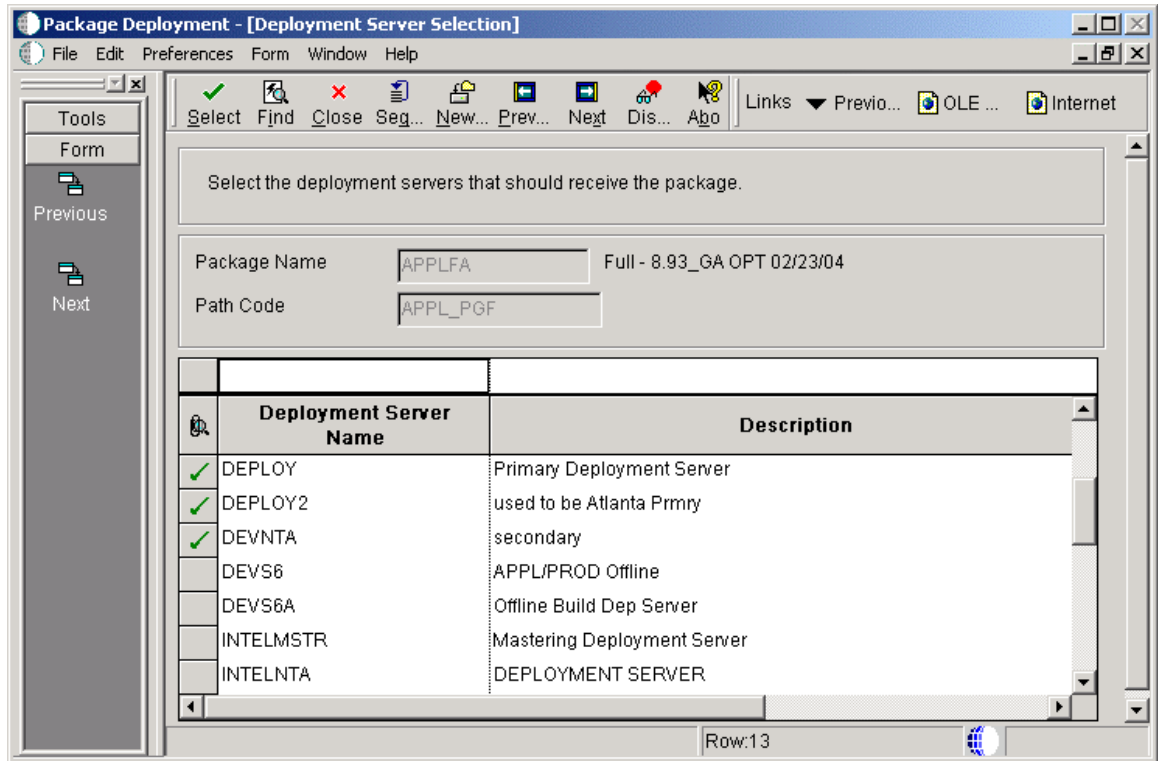 Package Deployment - [Deployment Server Selection]
File Edit Preferences Form Window Help
Tools
Form
Previous
Next
Select Find Close Seq... New... Prev... Next Dis... Abo Links Previo... OLE ... Internet
Select the deployment servers that should receive the package.
Package Name APPLFA Full - 8.93_GA OPT 02/23/04
Path Code APPL_PGF
Deployment Server Name Description
DEPLOY Primary Deployment Server
DEPLOY2 used to be Atlanta Prmry
DEVNTA secondary
DEVS6 APPL/PROD Offline
DEVS6A Offline Build Dep Server
INTELMSTR Mastering Deployment Server
INTELNTA DEPLOYMENT SERVER
Row:13